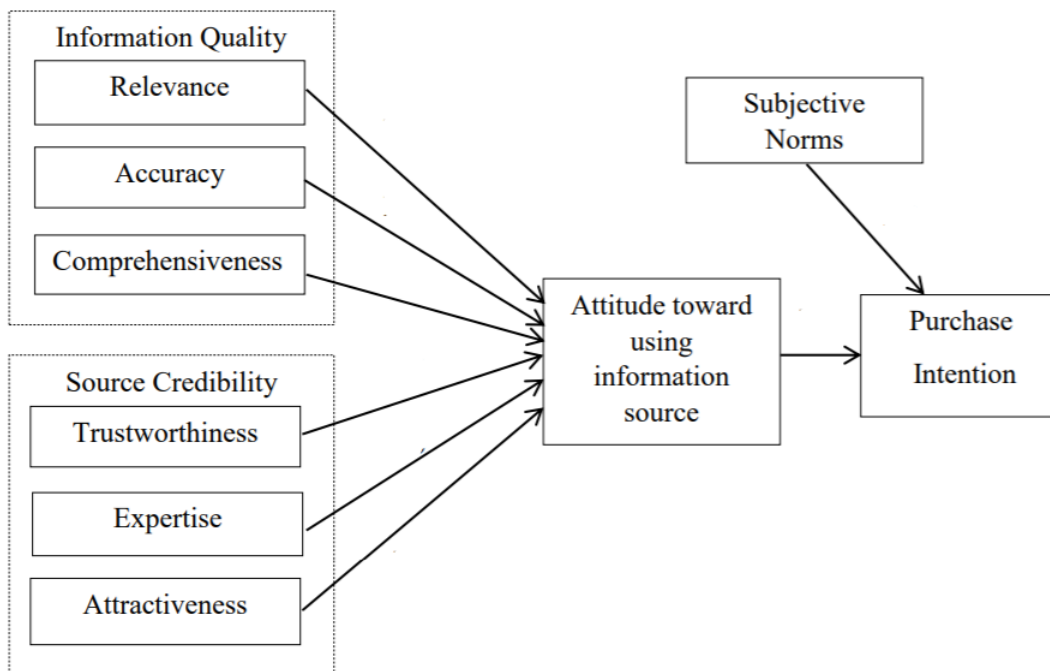 Information Quality
Relevance
Accuracy
Comprehensiveness
Source Credibility
Trustworthiness
Expertise
Attractiveness
Attitude toward
using
information
source
Subjective
Norms
Purchase
Intention